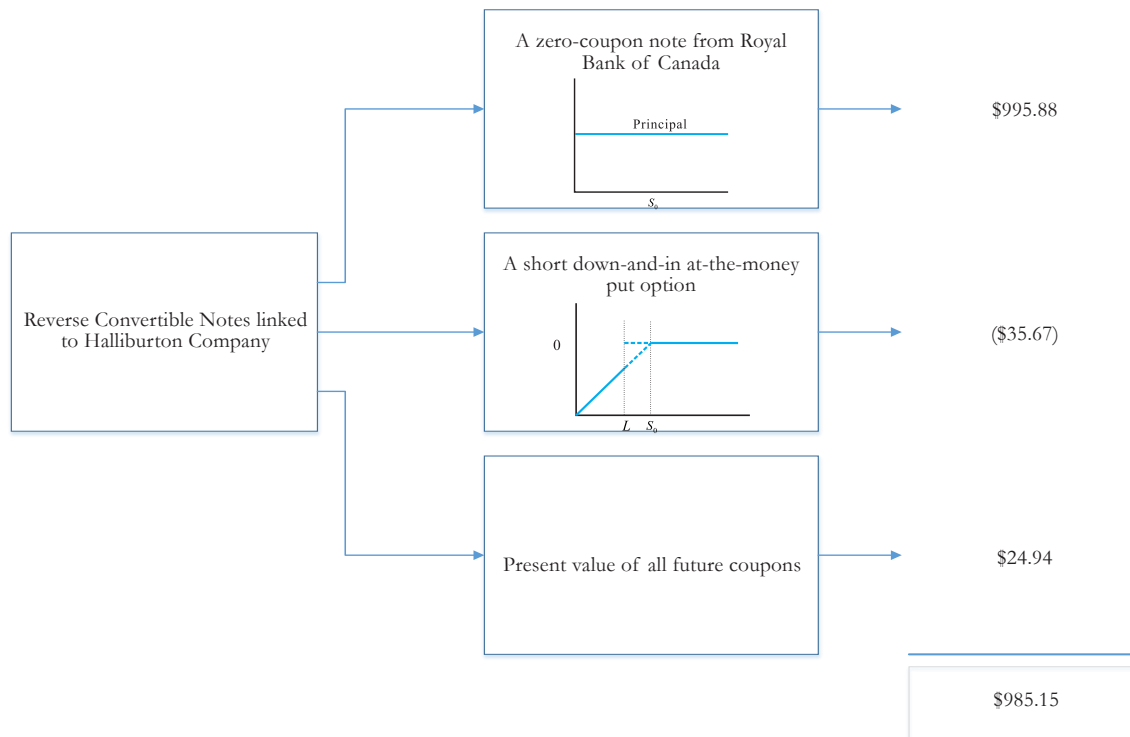 A zero-coupon note from Royal
Bank of Canada
Principal
S₀
$995.88
Reverse Convertible Notes linked
to Halliburton Company
A short down-and-in at-the-money
put option
0
L
S₀
($35.67)
Present value of all future coupons
$24.94
$985.15